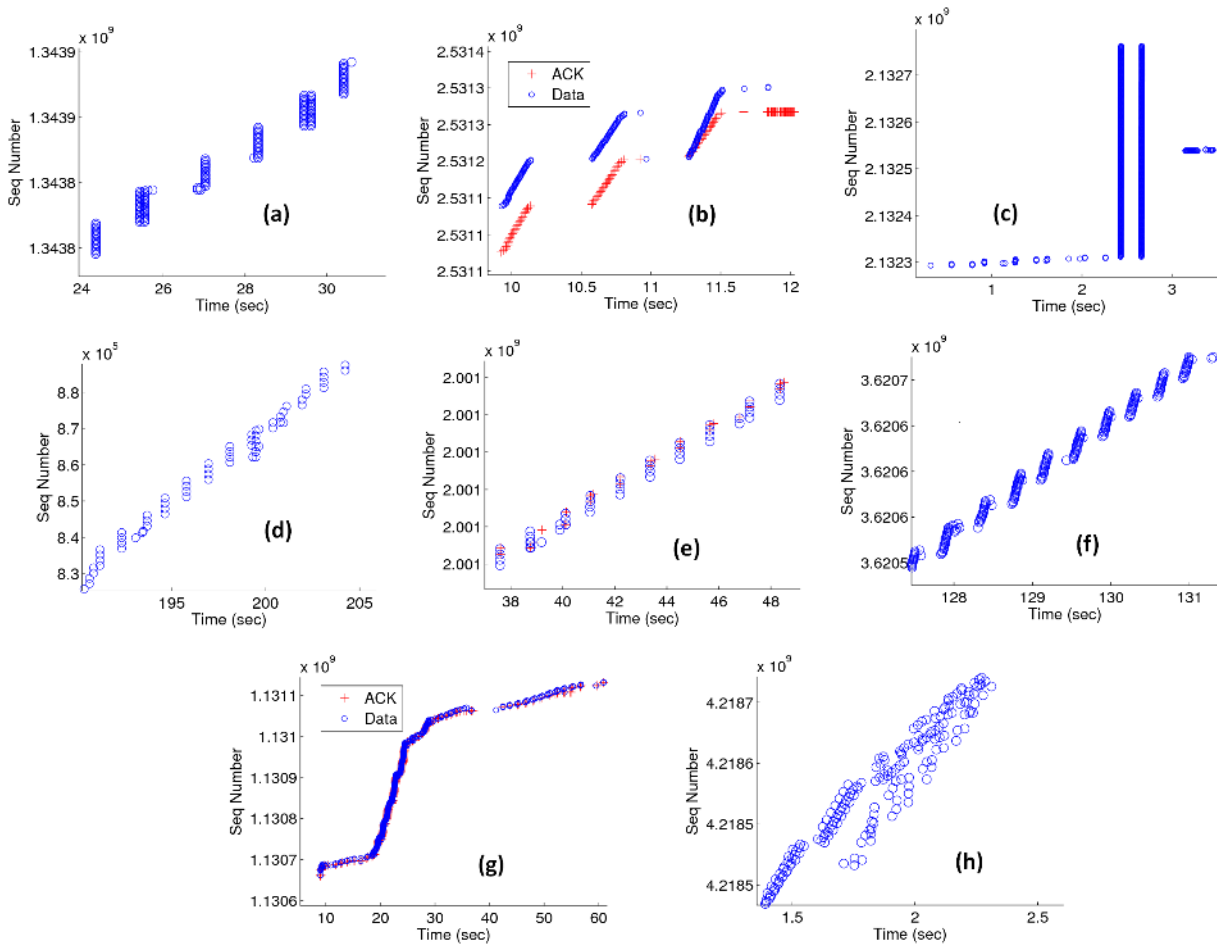 x 10^9
1.3439
1.3439
1.3438
1.3438
Seq Number
24 26 28 30
Time (sec)
(a)
x 10^9
2.5314
2.5313
2.5313
2.5312
2.5311
2.5311
2.5311
Seq Number
ACK
Data
10 10.5 11 11.5 12
Time (sec)
(b)
x 10^9
2.1327
2.1326
2.1325
2.1324
2.1323
Seq Number
1 2 3
Time (sec)
(c)
x 10^5
8.8
8.7
8.6
8.5
8.4
8.3
Seq Number
195 200 205
Time (sec)
(d)
x 10^9
2.001
2.001
2.001
2.001
2.001
2.001
Seq Number
38 40 42 44 46 48
Time (sec)
(e)
x 10^9
3.6207
3.6206
3.6206
3.6206
3.6205
Seq Number
128 129 130 131
Time (sec)
(f)
x 10^9
1.1311
1.131
1.1309
1.1308
1.1307
1.1306
Seq Number
ACK
Data
10 20 30 40 50 60
Time (sec)
(g)
x 10^9
4.2187
4.2186
4.2185
4.2185
Seq Number
1.5 2 2.5
Time (sec)
(h)